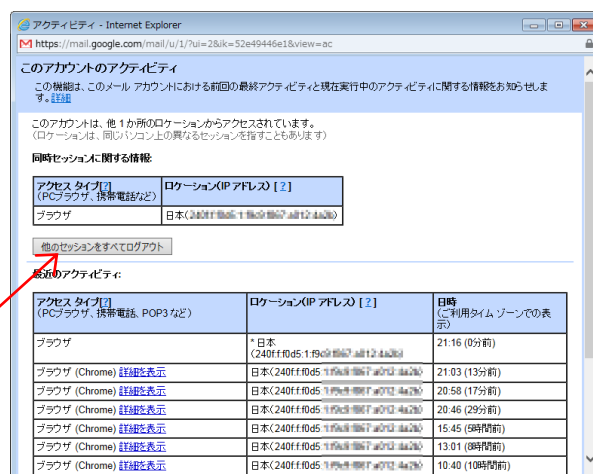 アクティビティ - Internet Explorer
https://mail.google.com/mail/u/1/?ui=2&ik=52e49446e1&view=ac
このアカウントのアクティビティ
この機能は、このメール アカウントにおける前回の最終アクティビティと現在実行中のアクティビティに関する情報をお知らせしま
す。詳細
このアカウントは、他 1 か所のロケーションからアクセスされています。
(ロケーションは、同じパソコン上の異なるセッションを指すこともあります)
同時セッションに関する情報:
アクセス タイプ[?] ロケーション(IP アドレス) [ ? ]
(PCブラウザ、携帯電話など)
ブラウザ 日本(
他のセッションをすべてログアウト
最近のアクティビティ:
アクセス タイプ[?] ロケーション(IP アドレス) [ ? ] 日時
(PCブラウザ、携帯電話、POP3 など) (ご利用タイム ゾーンでの表
示)
ブラウザ * 日本 21:16 (0分前)
(240f:f:f0d5:1:f9c
ブラウザ (Chrome) 詳細を表示 日本(240f:f:f0d5: 21:03 (13分前)
ブラウザ (Chrome) 詳細を表示 日本(240f:f:f0d5: 20:58 (17分前)
ブラウザ (Chrome) 詳細を表示 日本(240f:f:f0d5: 20:46 (29分前)
ブラウザ (Chrome) 詳細を表示 日本(240f:f:f0d5: 15:45 (5時間前)
ブラウザ (Chrome) 詳細を表示 日本(240f:f:f0d5: 13:01 (8時間前)
ブラウザ (Chrome) 詳細を表示 日本(240f:f:f0d5: 10:40 (10時間前)